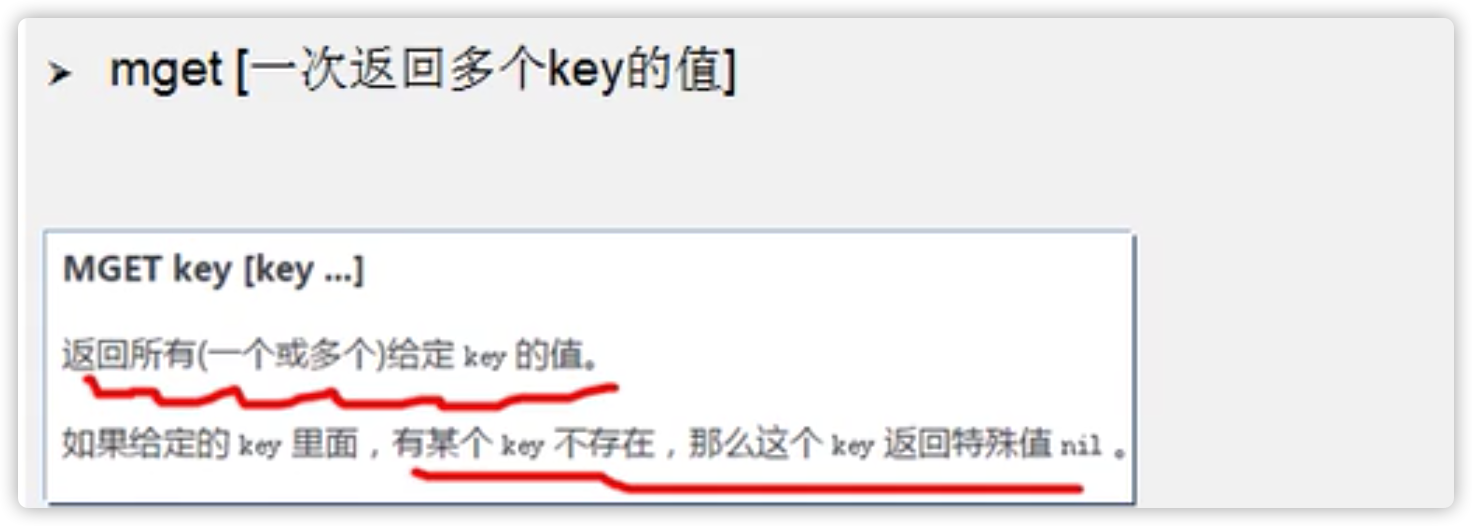 ➢ mget [一次返回多个key的值]
MGET key [key ...]
返回所有(一个或多个)给定 key 的值。
如果给定的 key 里面，有某个 key 不存在，那么这个 key 返回特殊值 nil 。